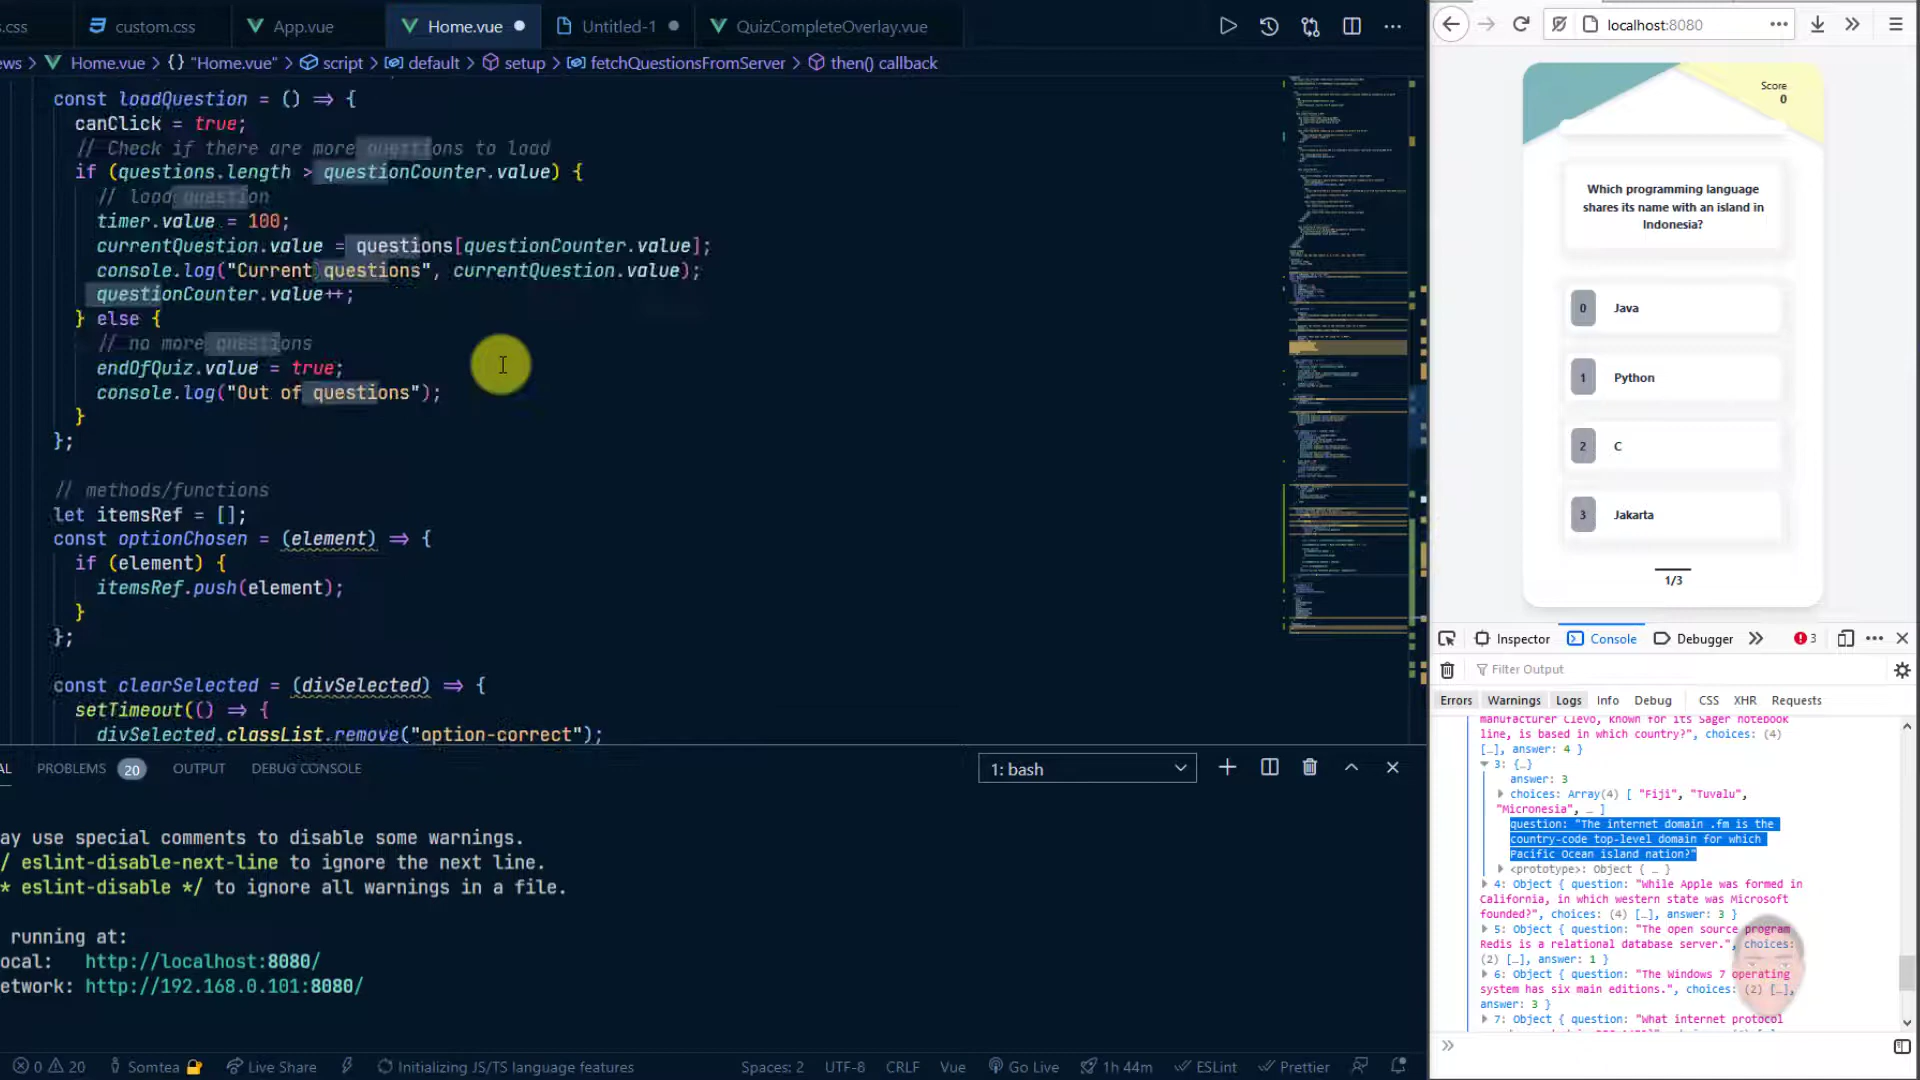 s.css
custom.css
App.vue
Home.vue
Untitled-1
QuizCompleteOverlay.vue
ews > Home.vue > {} "Home.vue" > script > default > setup > fetchQuestionsFromServer > then() callback
const loadQuestion = () => {
canClick = true;
// Check if there are more questions to load
if (questions.length > questionCounter.value) {
// load question
timer.value = 100;
currentQuestion.value = questions[questionCounter.value];
console.log("Current questions", currentQuestion.value);
questionCounter.value++;
} else {
// no more questions
endOfQuiz.value = true;
console.log("Out of questions");
}
};
// methods/functions
let itemsRef = [];
const optionChosen = (element) => {
if (element) {
itemsRef.push(element);
}
};
const clearSelected = (divSelected) => {
setTimeout(() => {
divSelected.classList.remove("option-correct");
AL
PROBLEMS 20
OUTPUT
DEBUG CONSOLE
1: bash
ay use special comments to disable some warnings.
/ eslint-disable-next-line to ignore the next line.
* eslint-disable */ to ignore all warnings in a file.
running at:
ocal: http://localhost:8080/
etwork: http://192.168.0.101:8080/
0 20
Somtea
Live Share
Initializing JS/TS language features
Spaces: 2
UTF-8
CRLF
Vue
Go Live
1h 44m
ESLint
Prettier
localhost:8080
Score
0
Which programming language
shares its name with an island in
Indonesia?
0 Java
1 Python
2 C
3 Jakarta
1/3
Inspector
Console
Debugger
3
Filter Output
Errors Warnings Logs Info Debug CSS XHR Requests
manufacturer Clevo, known for its Sager notebook
line, is based in which country?", choices: (4)
[…], answer: 4 }
3: {…}
answer: 3
choices: Array(4) [ "Fiji", "Tuvalu",
"Micronesia", … ]
question: "The internet domain .fm is the
country-code top-level domain for which
Pacific Ocean island nation?"
<prototype>: Object { … }
4: Object { question: "While Apple was formed in
California, in which western state was Microsoft
founded?", choices: (4) […], answer: 3 }
5: Object { question: "The open source program
Redis is a relational database server.", choices:
(2) […], answer: 1 }
6: Object { question: "The Windows 7 operating
system has six main editions.", choices: (2) […],
answer: 3 }
7: Object { question: "What internet protocol